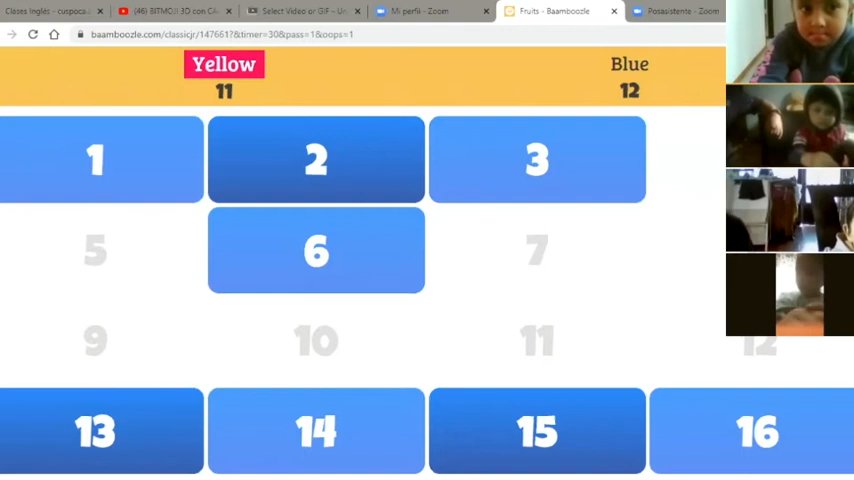 Clases Inglés - cuspoca.c
(46) BITMOJI 3D con CA
Select Video or GIF - Un
Mi perfil - Zoom
Fruits - Baamboozle
Posasistente - Zoom
baamboozle.com/classicjr/147661?&timer=30&pass=1&oops=1
Yellow
Blue
11
12
1
2
3
5
6
7
9
10
11
12
13
14
15
16